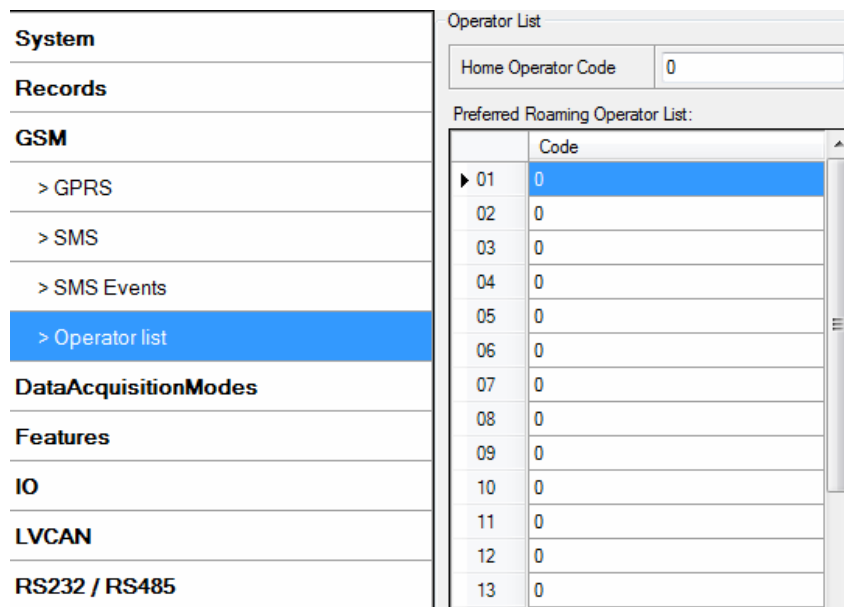 System
Records
GSM
> GPRS
> SMS
> SMS Events
> Operator list
DataAcquisitionModes
Features
IO
LVCAN
RS232 / RS485
Operator List
Home Operator Code 0
Preferred Roaming Operator List:
Code
01 0
02 0
03 0
04 0
05 0
06 0
07 0
08 0
09 0
10 0
11 0
12 0
13 0